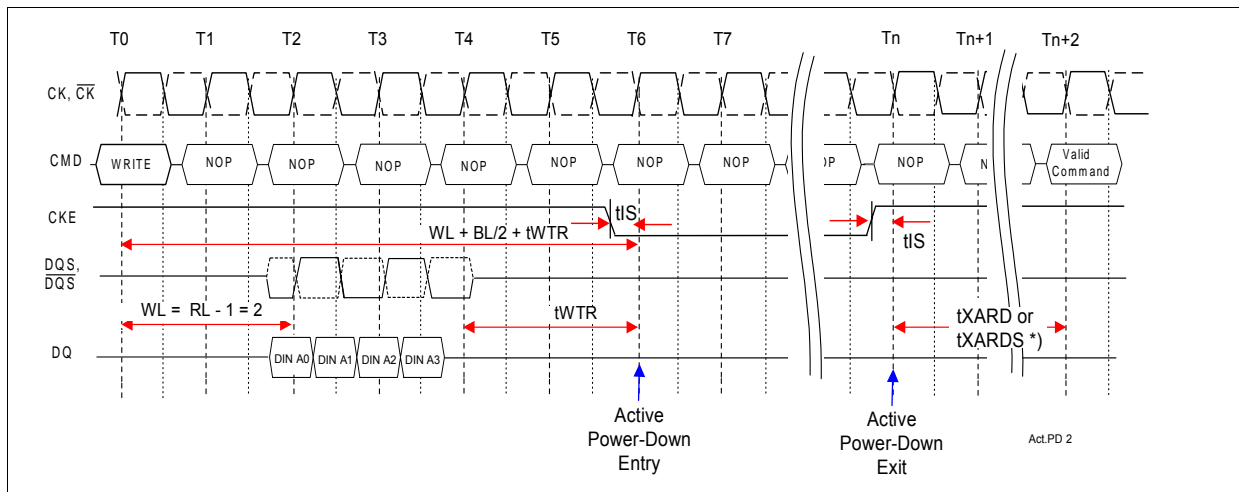 T0 T1 T2 T3 T4 T5 T6 T7 Tn Tn+1 Tn+2
CK, CK
CMD WRITE NOP NOP NOP NOP NOP NOP NOP OP NOP N Valid
Command
CKE tIS
tIS
WL + BL/2 + tWTR
DQS,
DQS
WL = RL - 1 = 2 tWTR tXARD or
tXARDS *)
DQ DIN A0 DIN A1 DIN A2 DIN A3
Active
Power-Down
Entry
Active
Power-Down
Exit
Act.PD 2